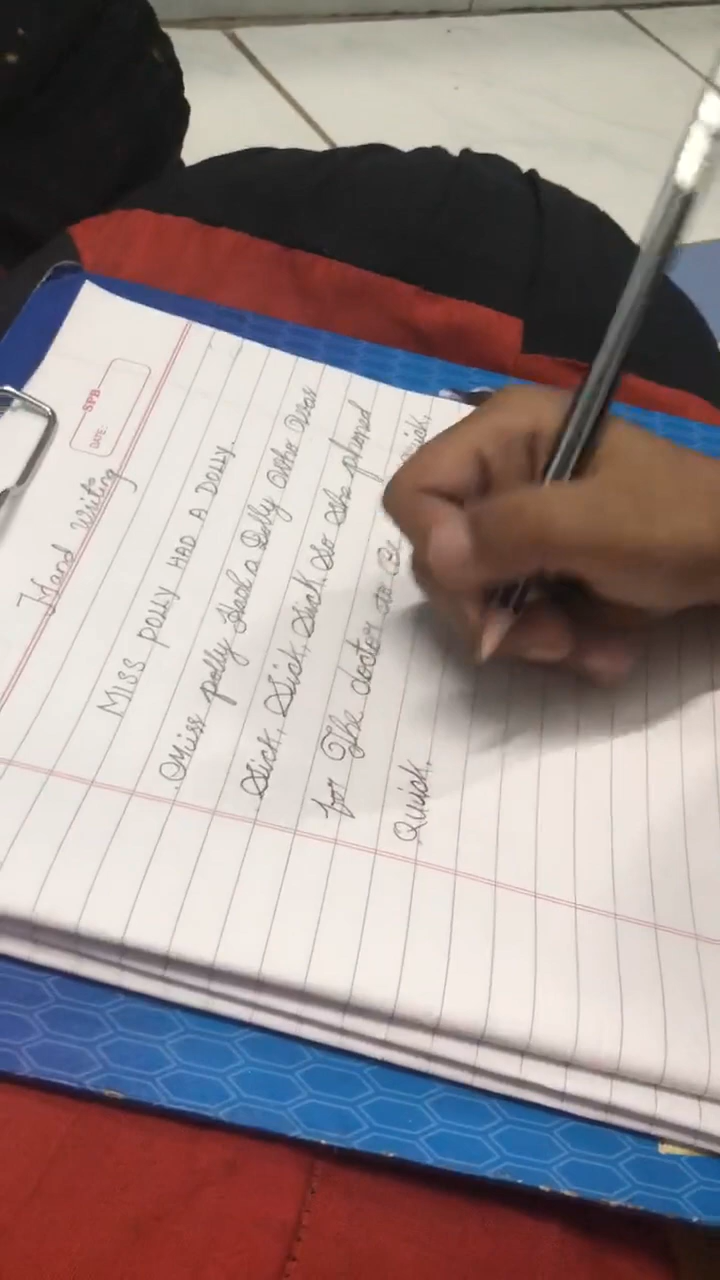 SPB
DATE:
Hand Writing
MISS POLLY HAD A DOLLY.
Miss polly Had a Dolly who was
Sick, Sick, Sick. So she phoned
for The doctor to Be
Quick.